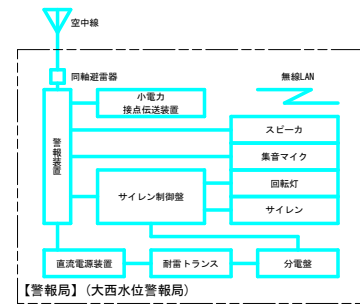 空中線
同軸避雷器
無線LAN
小電力
接点伝送装置
警報装置
スピーカ
集音マイク
回転灯
サイレン制御盤
サイレン
直流電源装置
耐雷トランス
分電盤
【警報局】(大西水位警報局)